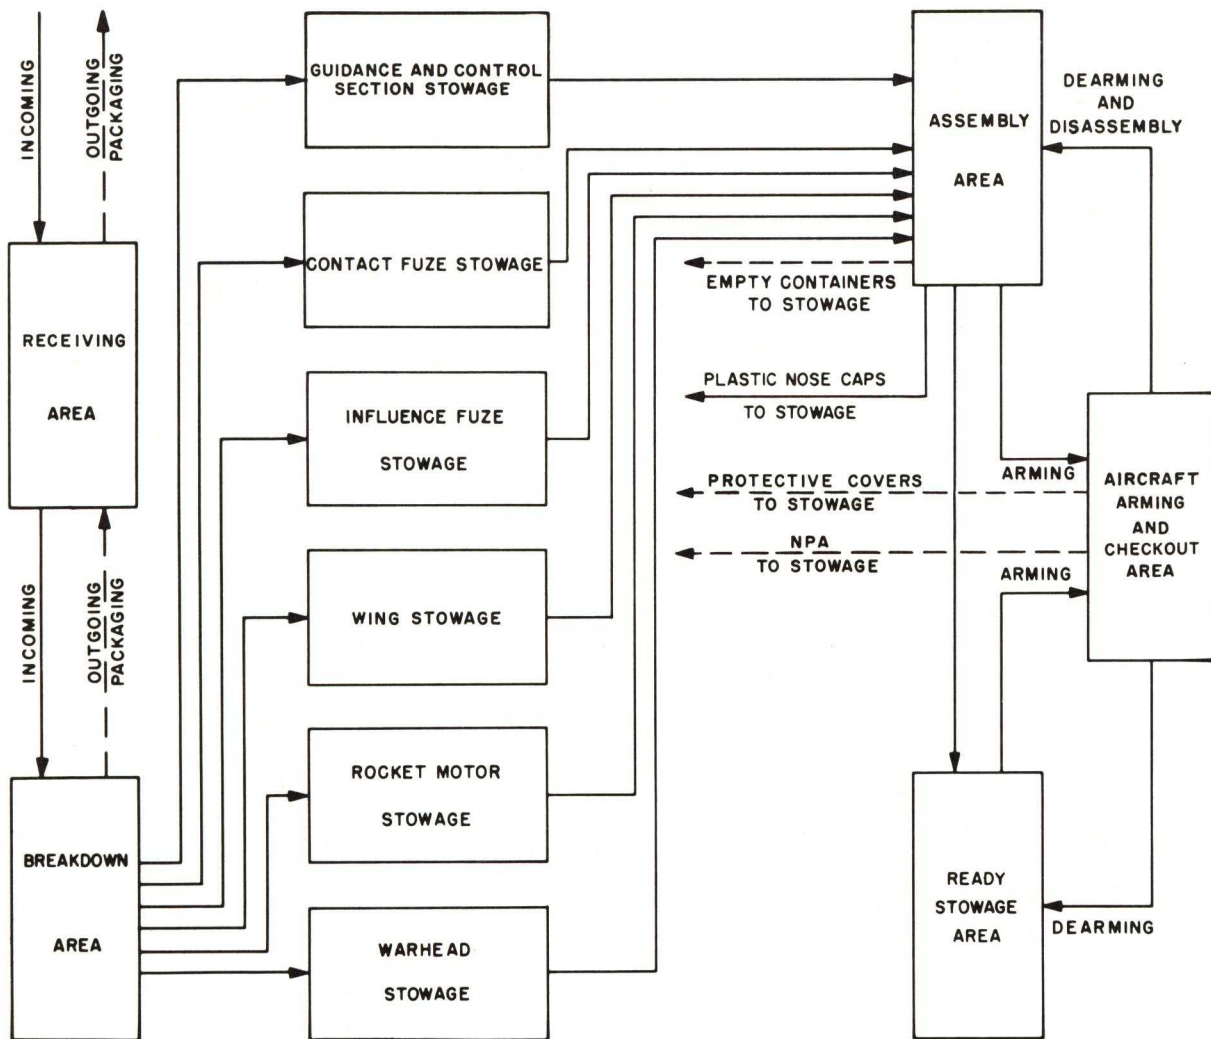 INCOMING
OUTGOING
PACKAGING
RECEIVING
AREA
INCOMING
OUTGOING
PACKAGING
BREAKDOWN
AREA
GUIDANCE AND CONTROL
SECTION STOWAGE
CONTACT FUZE STOWAGE
INFLUENCE FUZE
STOWAGE
WING STOWAGE
ROCKET MOTOR
STOWAGE
WARHEAD
STOWAGE
ASSEMBLY
AREA
DEARMING
AND
DISASSEMBLY
EMPTY CONTAINERS
TO STOWAGE
PLASTIC NOSE CAPS
TO STOWAGE
PROTECTIVE COVERS
TO STOWAGE
NPA
TO STOWAGE
ARMING
ARMING
AIRCRAFT
ARMING
AND
CHECKOUT
AREA
READY
STOWAGE
AREA
DEARMING